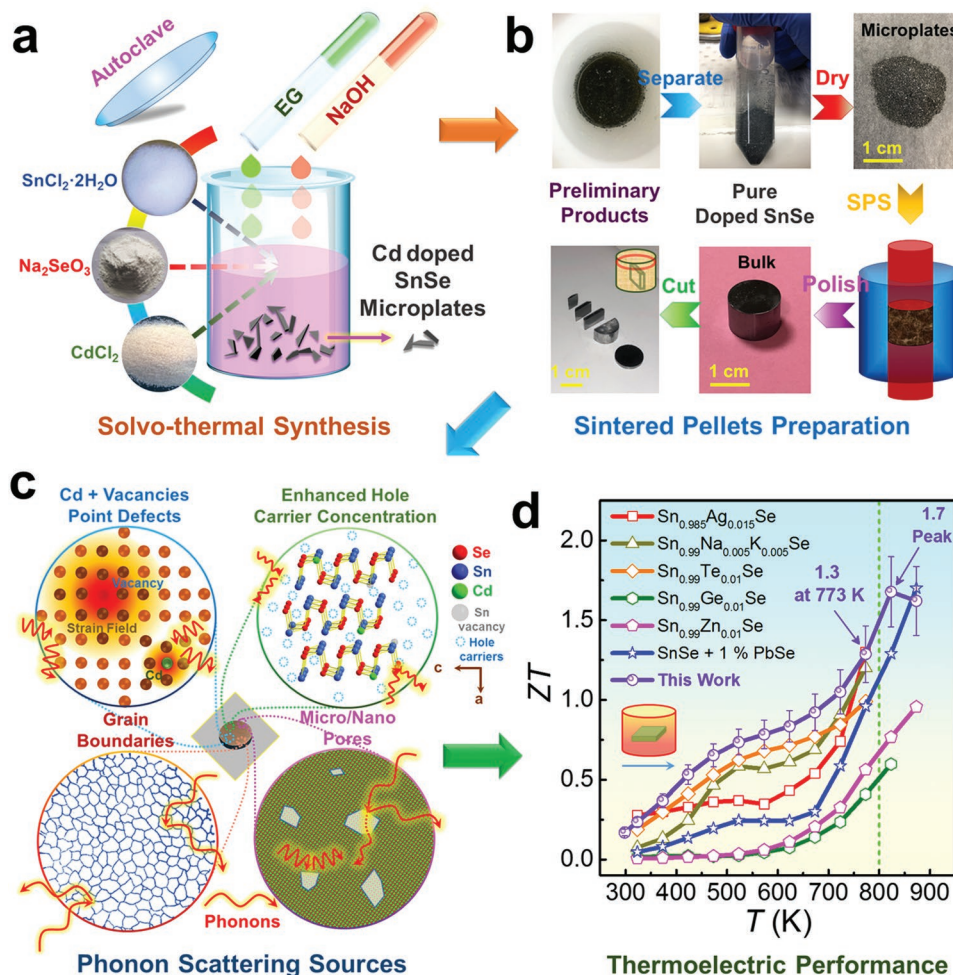 a
Autoclave
EG
NaOH
SnCl₂·2H₂O
Na₂SeO₃
CdCl₂
Cd doped
SnSe
Microplates
Solvo-thermal Synthesis
b
Separate
Dry
Microplates
1 cm
Preliminary
Products
Pure
Doped SnSe
SPS
Cut
Bulk
Polish
1 cm
1 cm
Sintered Pellets Preparation
c
Cd + Vacancies
Point Defects
Vacancy
Strain Field
Cd
Enhanced Hole
Carrier Concentration
Se
Sn
Cd
Sn
vacancy
Hole
carriers
c
a
Grain
Boundaries
Micro/Nano
Pores
Phonons
Phonon Scattering Sources
d
Sn₀.₉₈₅Ag₀.₀₁₅Se
Sn₀.₉₉Na₀.₀₀₅K₀.₀₀₅Se
Sn₀.₉₉Te₀.₀₁Se
Sn₀.₉₉Ge₀.₀₁Se
Sn₀.₉₉Zn₀.₀₁Se
SnSe + 1 % PbSe
This Work
1.7
Peak
1.3
at 773 K
ZT
2.0
1.5
1.0
0.5
0.0
300 400 500 600 700 800 900
T (K)
Thermoelectric Performance